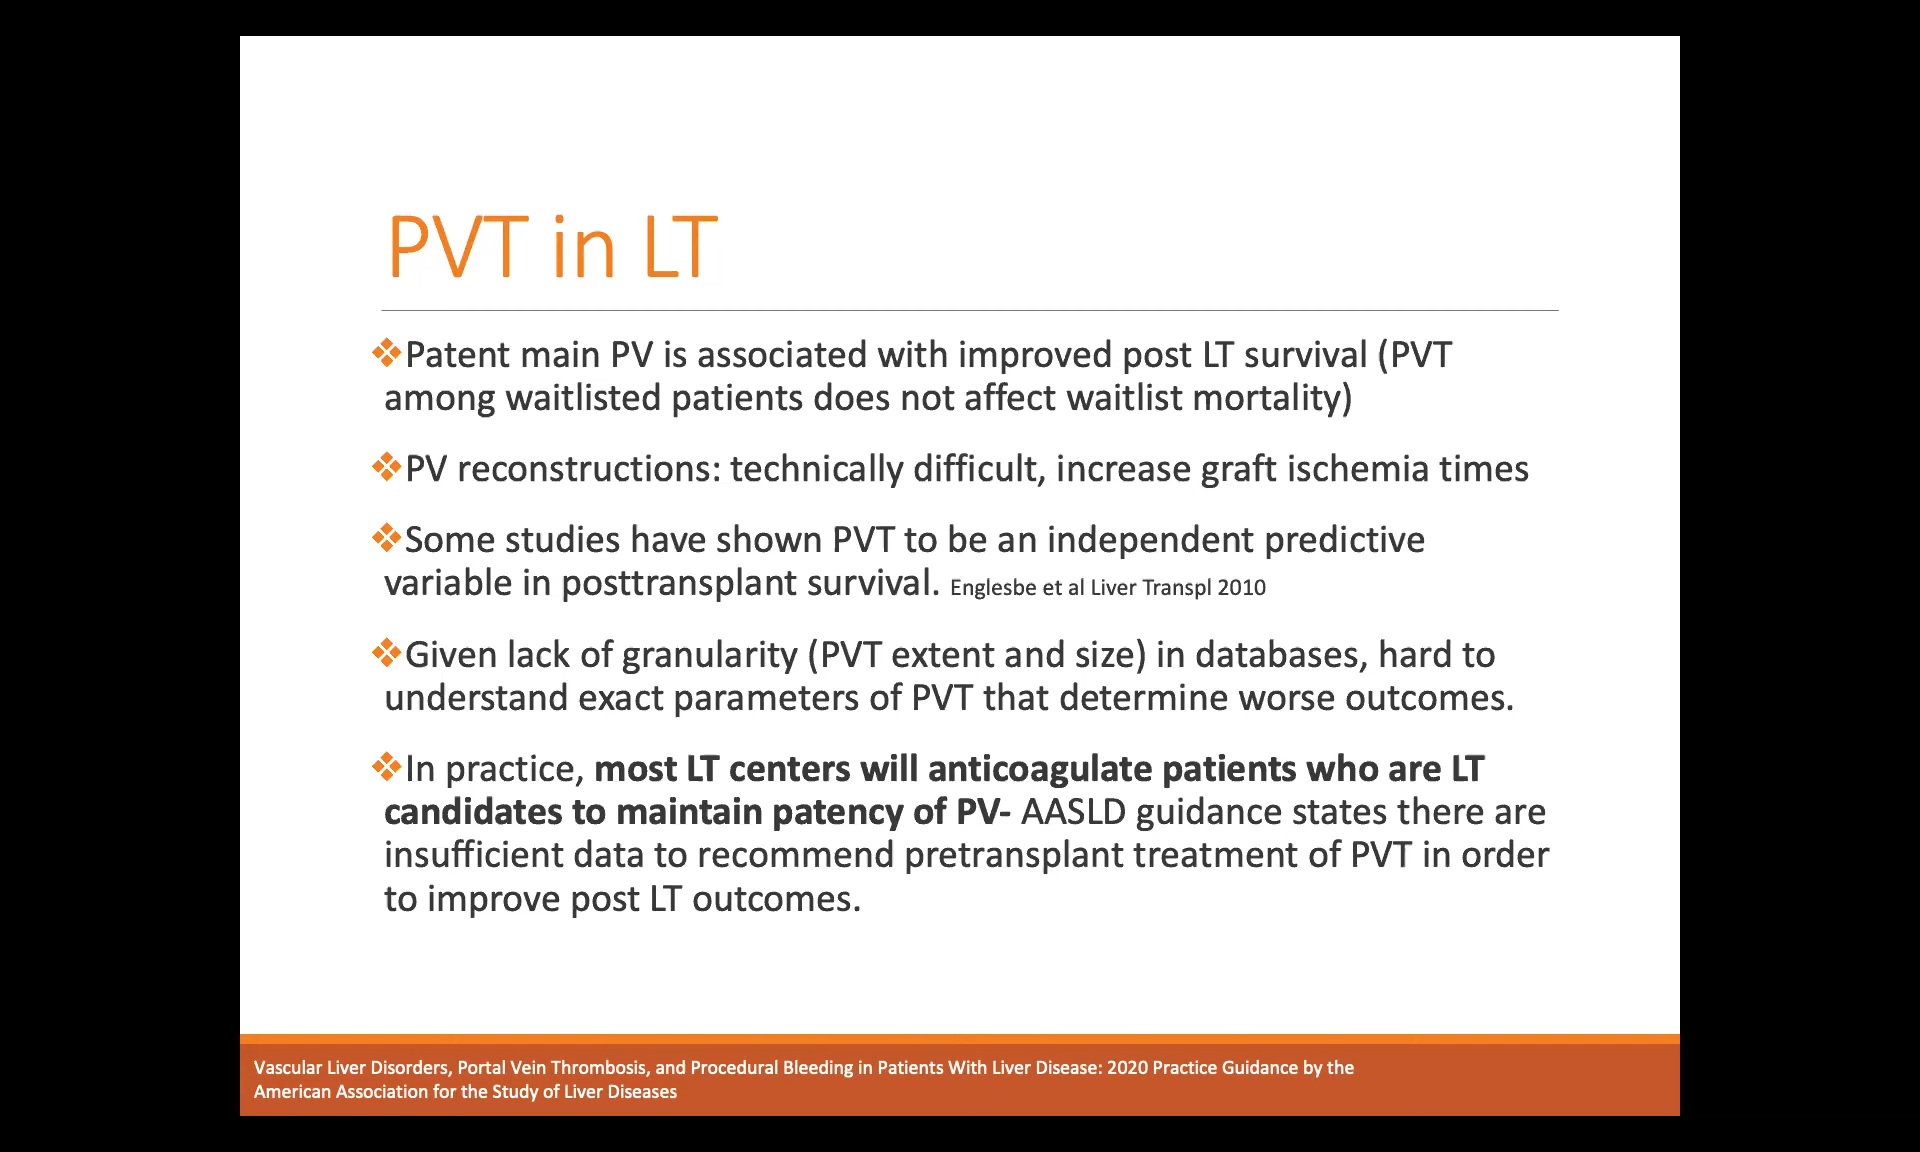 PVT in LT
❖Patent main PV is associated with improved post LT survival (PVT
among waitlisted patients does not affect waitlist mortality)
❖PV reconstructions: technically difficult, increase graft ischemia times
❖Some studies have shown PVT to be an independent predictive
variable in posttransplant survival. Englesbe et al Liver Transpl 2010
❖Given lack of granularity (PVT extent and size) in databases, hard to
understand exact parameters of PVT that determine worse outcomes.
❖In practice, most LT centers will anticoagulate patients who are LT
candidates to maintain patency of PV- AASLD guidance states there are
insufficient data to recommend pretransplant treatment of PVT in order
to improve post LT outcomes.
Vascular Liver Disorders, Portal Vein Thrombosis, and Procedural Bleeding in Patients With Liver Disease: 2020 Practice Guidance by the
American Association for the Study of Liver Diseases